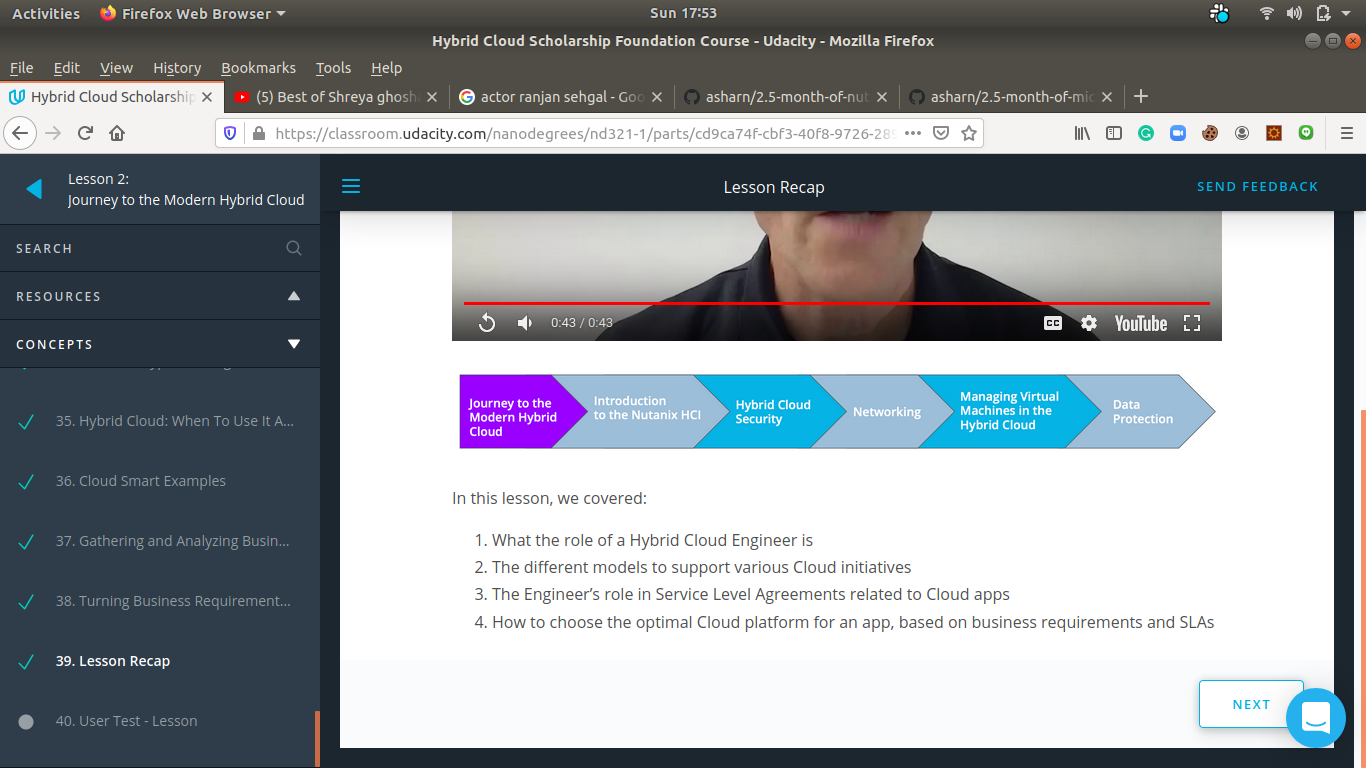 Activities Firefox Web Browser Sun 17:53
Hybrid Cloud Scholarship Foundation Course - Udacity - Mozilla Firefox
File Edit View History Bookmarks Tools Help
Hybrid Cloud Scholarship (5) Best of Shreya ghosh actor ranjan sehgal - Goo asharn/2.5-month-of-nut asharn/2.5-month-of-mic
https://classroom.udacity.com/nanodegrees/nd321-1/parts/cd9ca74f-cbf3-40f8-9726-289
Lesson 2:
Journey to the Modern Hybrid Cloud
Lesson Recap
SEND FEEDBACK
SEARCH
RESOURCES
CONCEPTS
35. Hybrid Cloud: When To Use It A...
36. Cloud Smart Examples
37. Gathering and Analyzing Busin...
38. Turning Business Requirement...
39. Lesson Recap
40. User Test - Lesson
0:43 / 0:43
CC
YouTube
Journey to the
Modern Hybrid
Cloud
Introduction
to the Nutanix HCI
Hybrid Cloud
Security
Networking
Managing Virtual
Machines in the
Hybrid Cloud
Data
Protection
In this lesson, we covered:
1. What the role of a Hybrid Cloud Engineer is
2. The different models to support various Cloud initiatives
3. The Engineer’s role in Service Level Agreements related to Cloud apps
4. How to choose the optimal Cloud platform for an app, based on business requirements and SLAs
NEXT